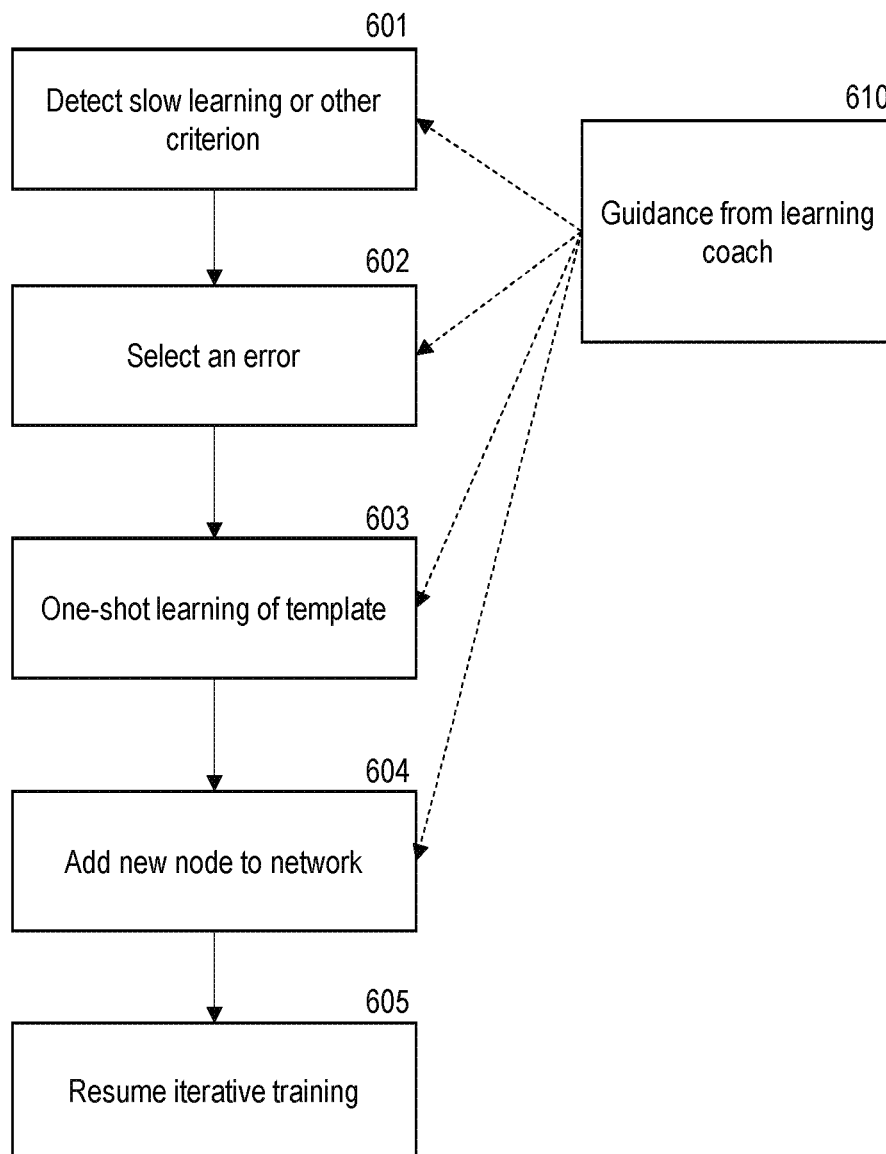 601
Detect slow learning or other
criterion
610
Guidance from learning
coach
602
Select an error
603
One-shot learning of template
604
Add new node to network
605
Resume iterative training